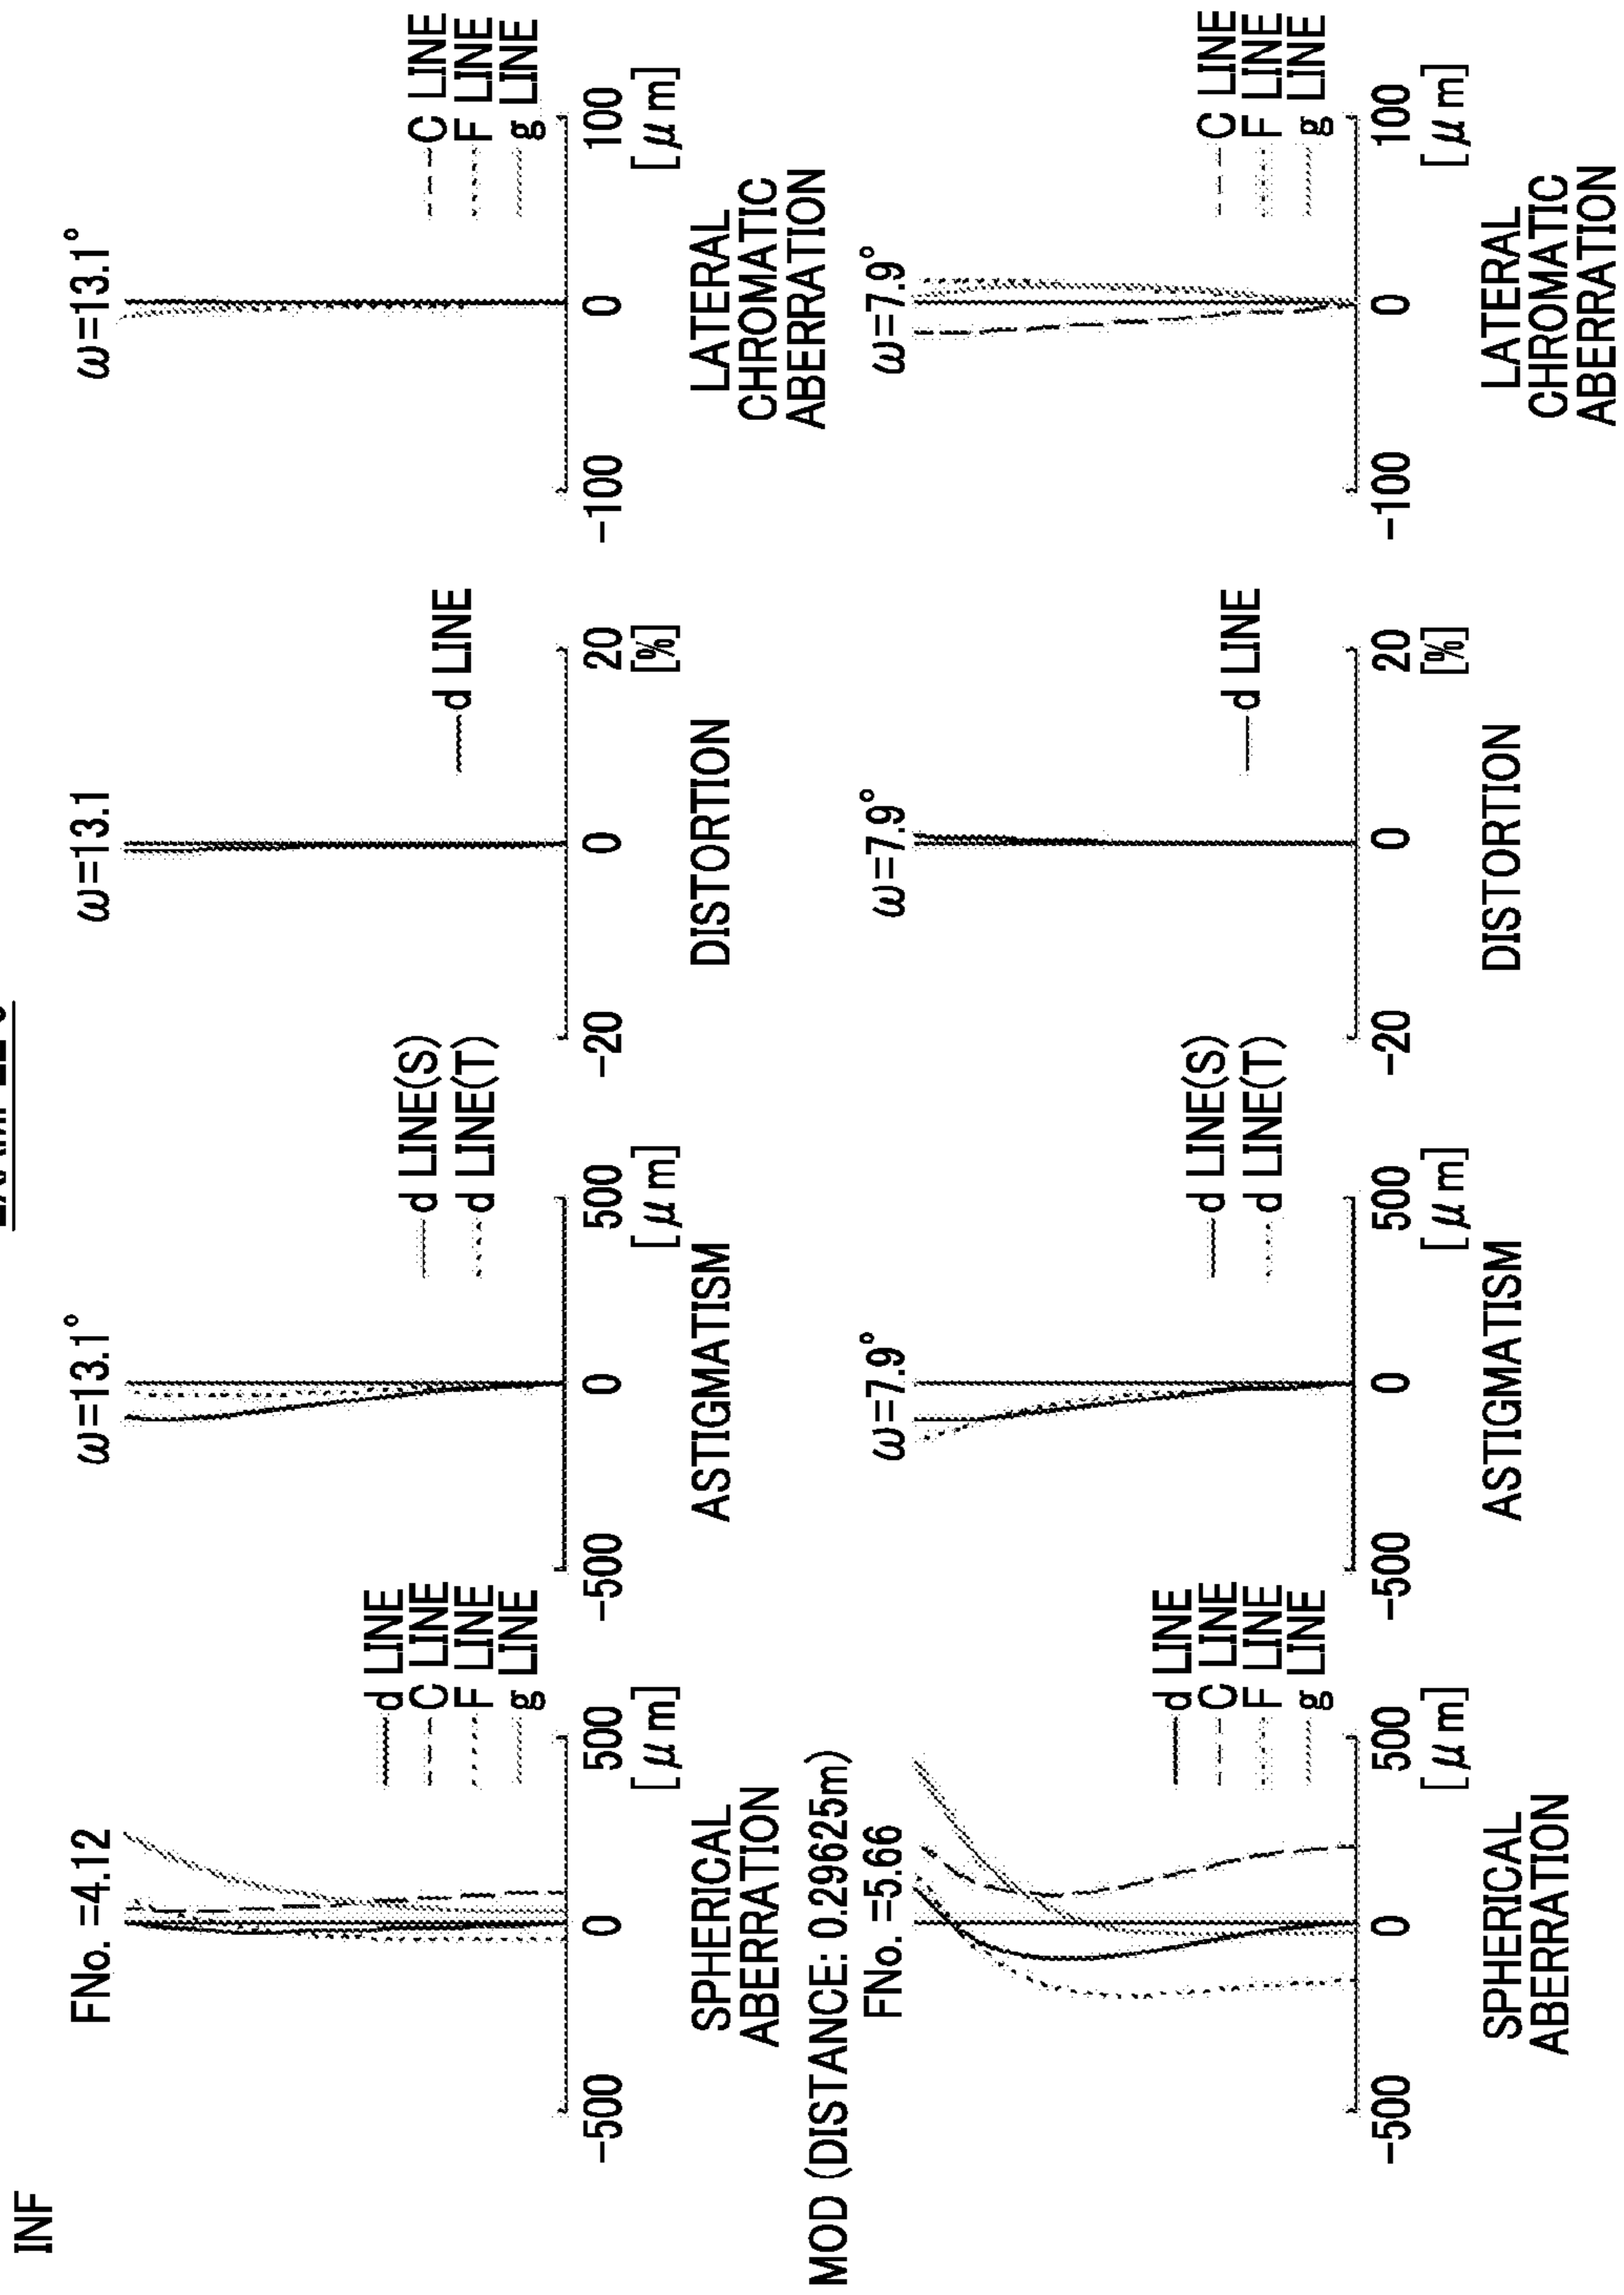 INF
FNo. =4.12
d LINE
C LINE
F LINE
g LINE
-500
0
500
[μm]
SPHERICAL
ABERRATION
ω=13.1°
d LINE(S)
d LINE(T)
-500
0
500
[μm]
ASTIGMATISM
ω=13.1
d LINE
-20
0
20
[%]
DISTORTION
ω=13.1°
C LINE
F LINE
g LINE
-100
0
100
[μm]
LATERAL
CHROMATIC
ABERRATION
MOD (DISTANCE: 0.29625m)
FNo. =5.66
d LINE
C LINE
F LINE
g LINE
-500
0
500
[μm]
SPHERICAL
ABERRATION
ω=7.9°
d LINE(S)
d LINE(T)
-500
0
500
[μm]
ASTIGMATISM
ω=7.9°
d LINE
-20
0
20
[%]
DISTORTION
ω=7.9°
C LINE
F LINE
g LINE
-100
0
100
[μm]
LATERAL
CHROMATIC
ABERRATION